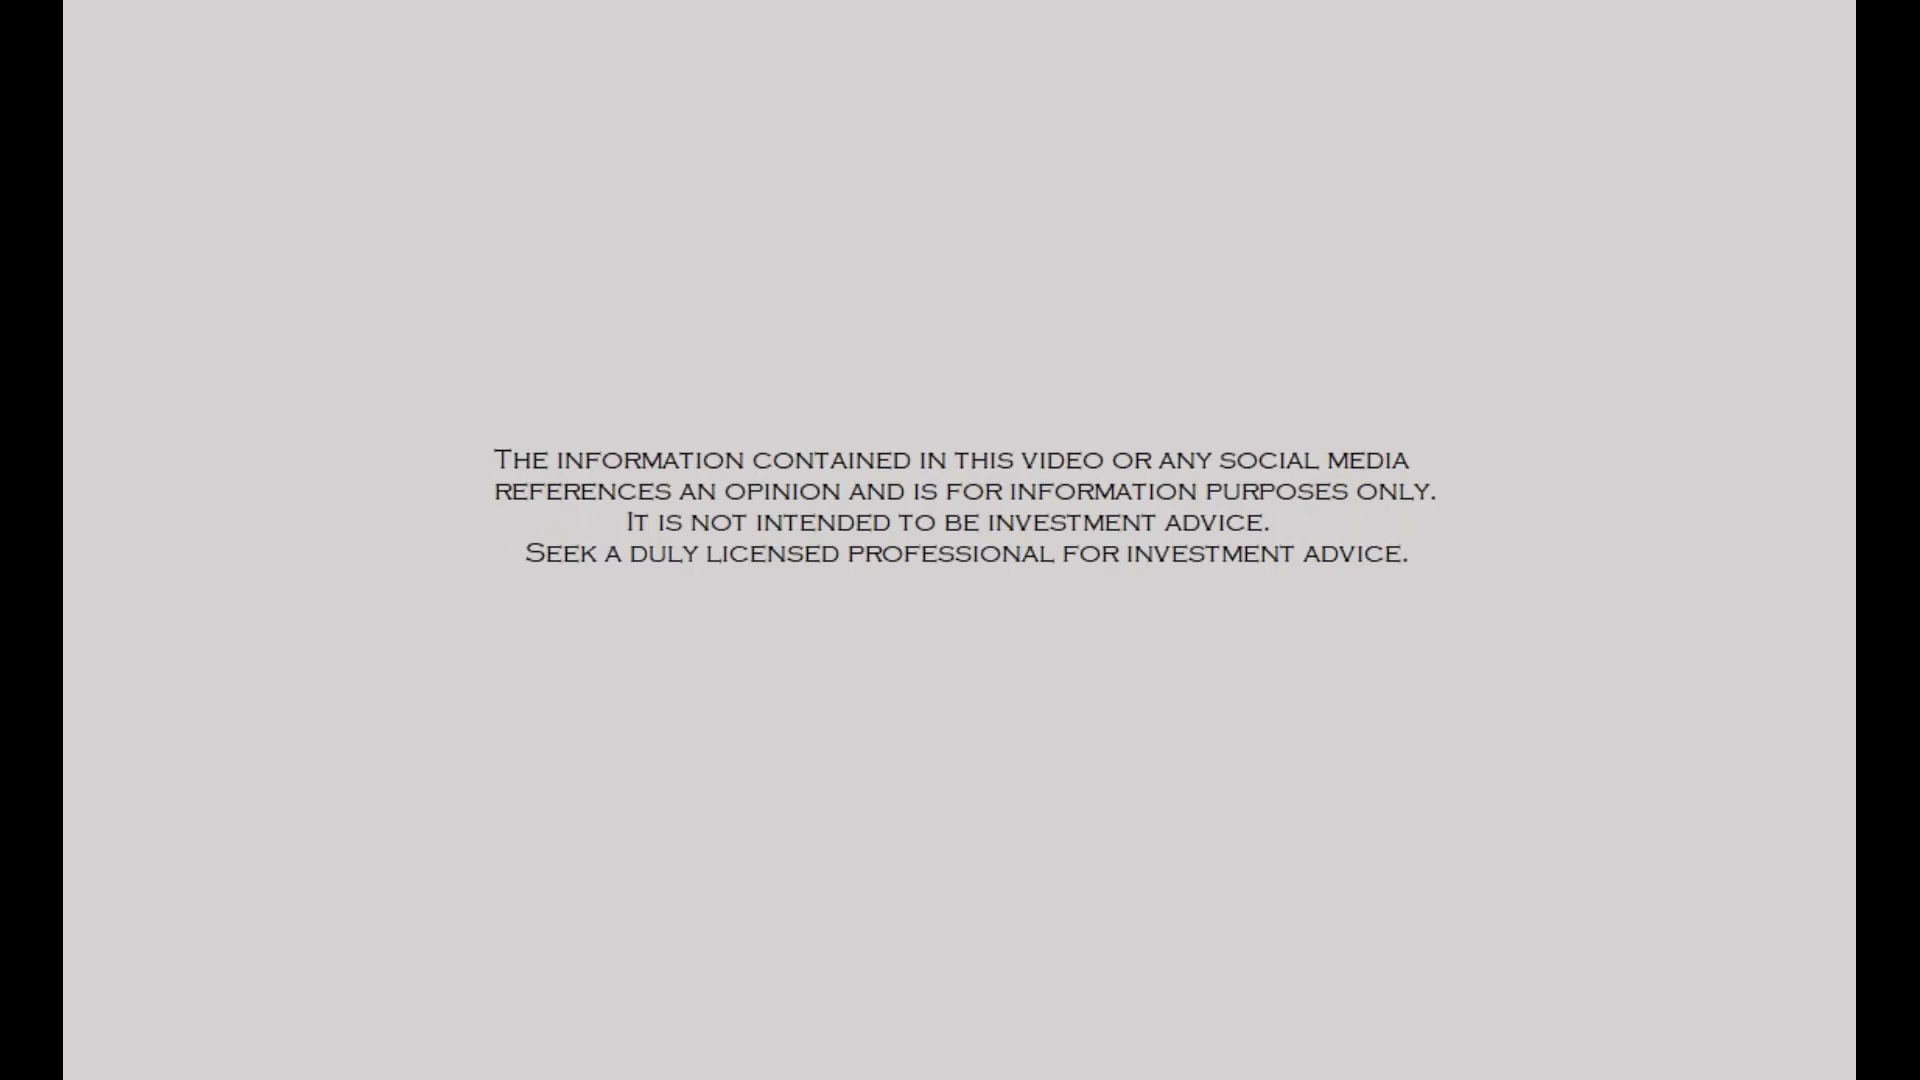 The information contained in this video or any social media
references an opinion and is for information purposes only.
It is not intended to be investment advice.
Seek a duly licensed professional for investment advice.